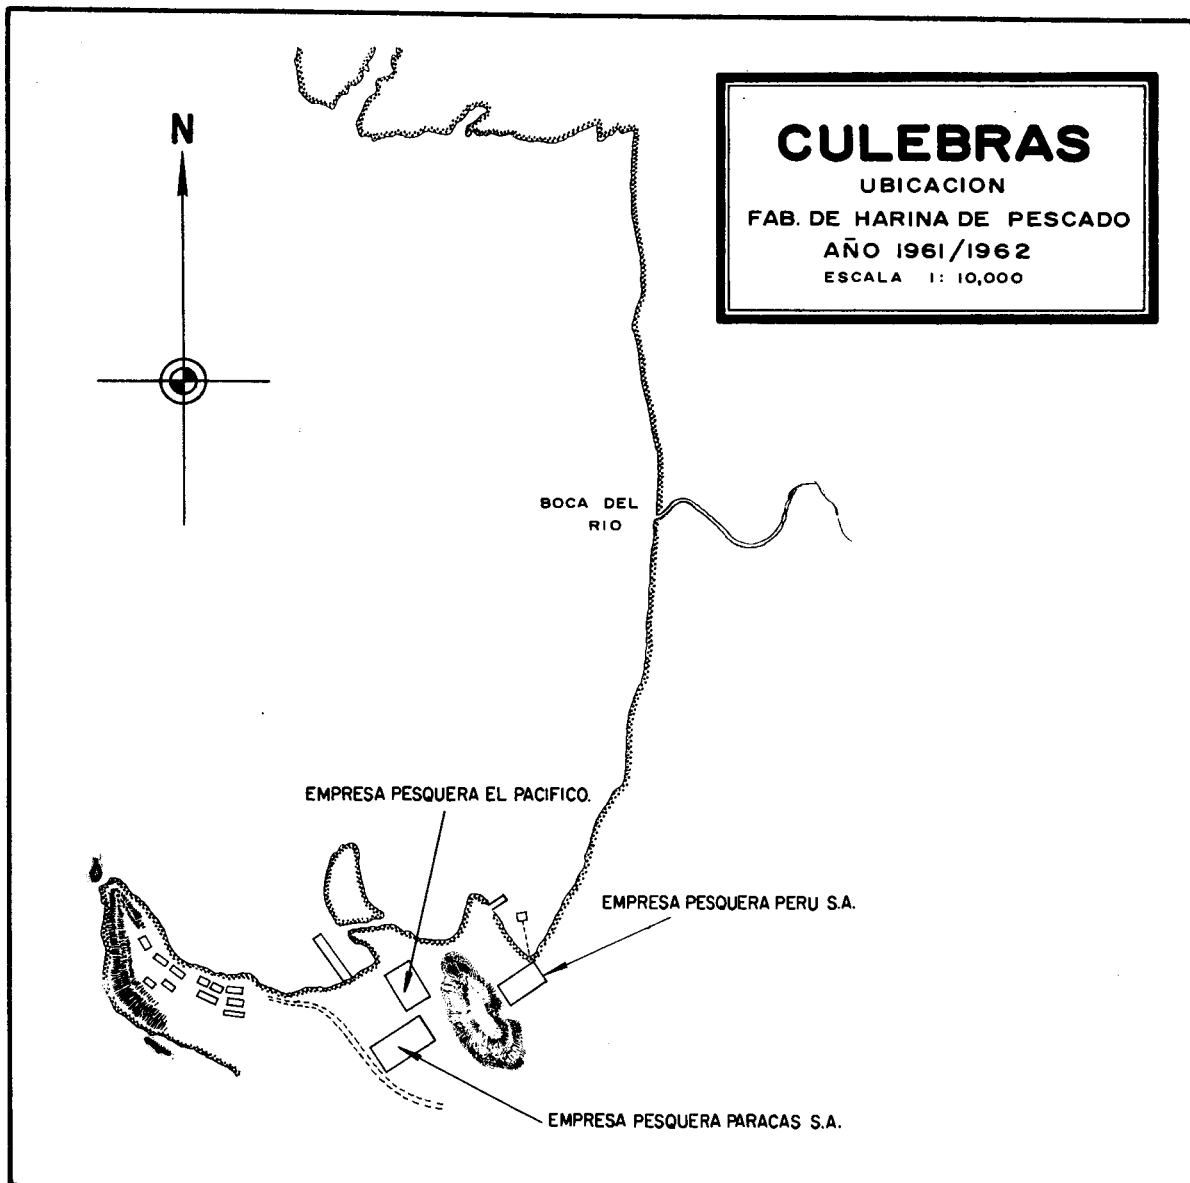 N
CULEBRAS
UBICACION
FAB. DE HARINA DE PESCADO
AÑO 1961/1962
ESCALA 1: 10,000
BOCA DEL
RIO
EMPRESA PESQUERA EL PACIFICO.
EMPRESA PESQUERA PERU S.A.
EMPRESA PESQUERA PARACAS S.A.